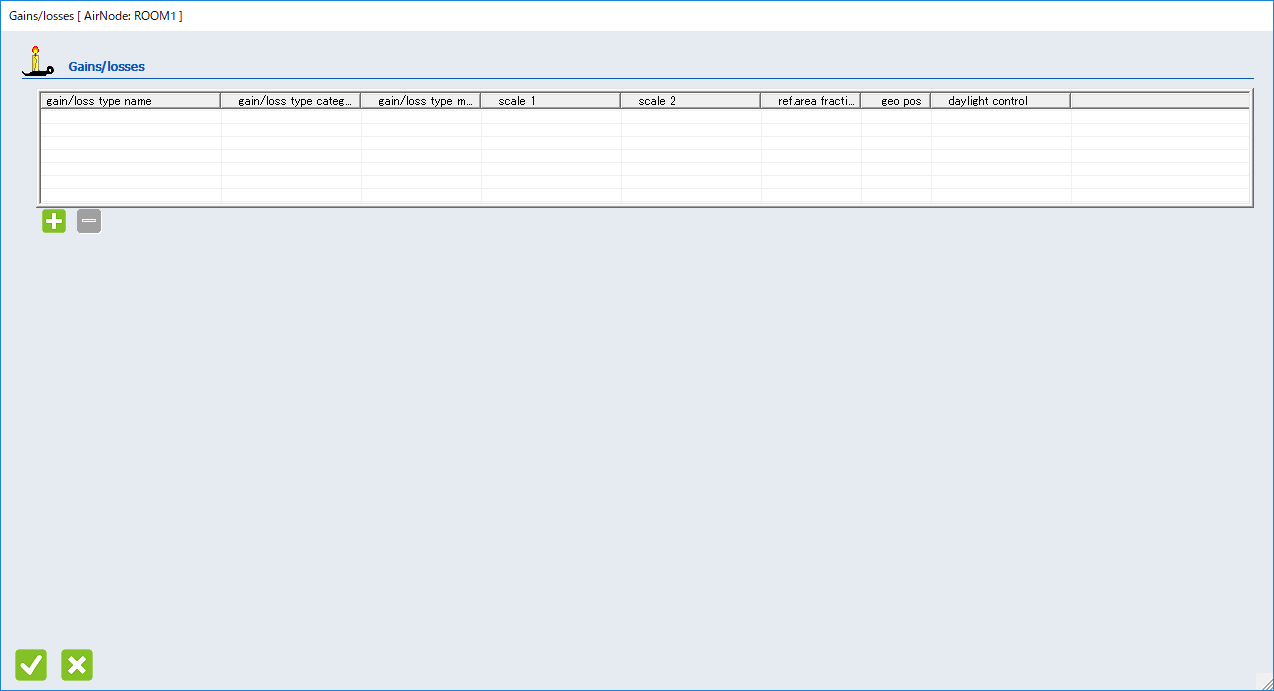 Gains/losses [ AirNode: ROOM1 ]
Gains/losses
gain/loss type name gain/loss type categ... gain/loss type m... scale 1 scale 2 ref.area fracti... geo pos daylight control